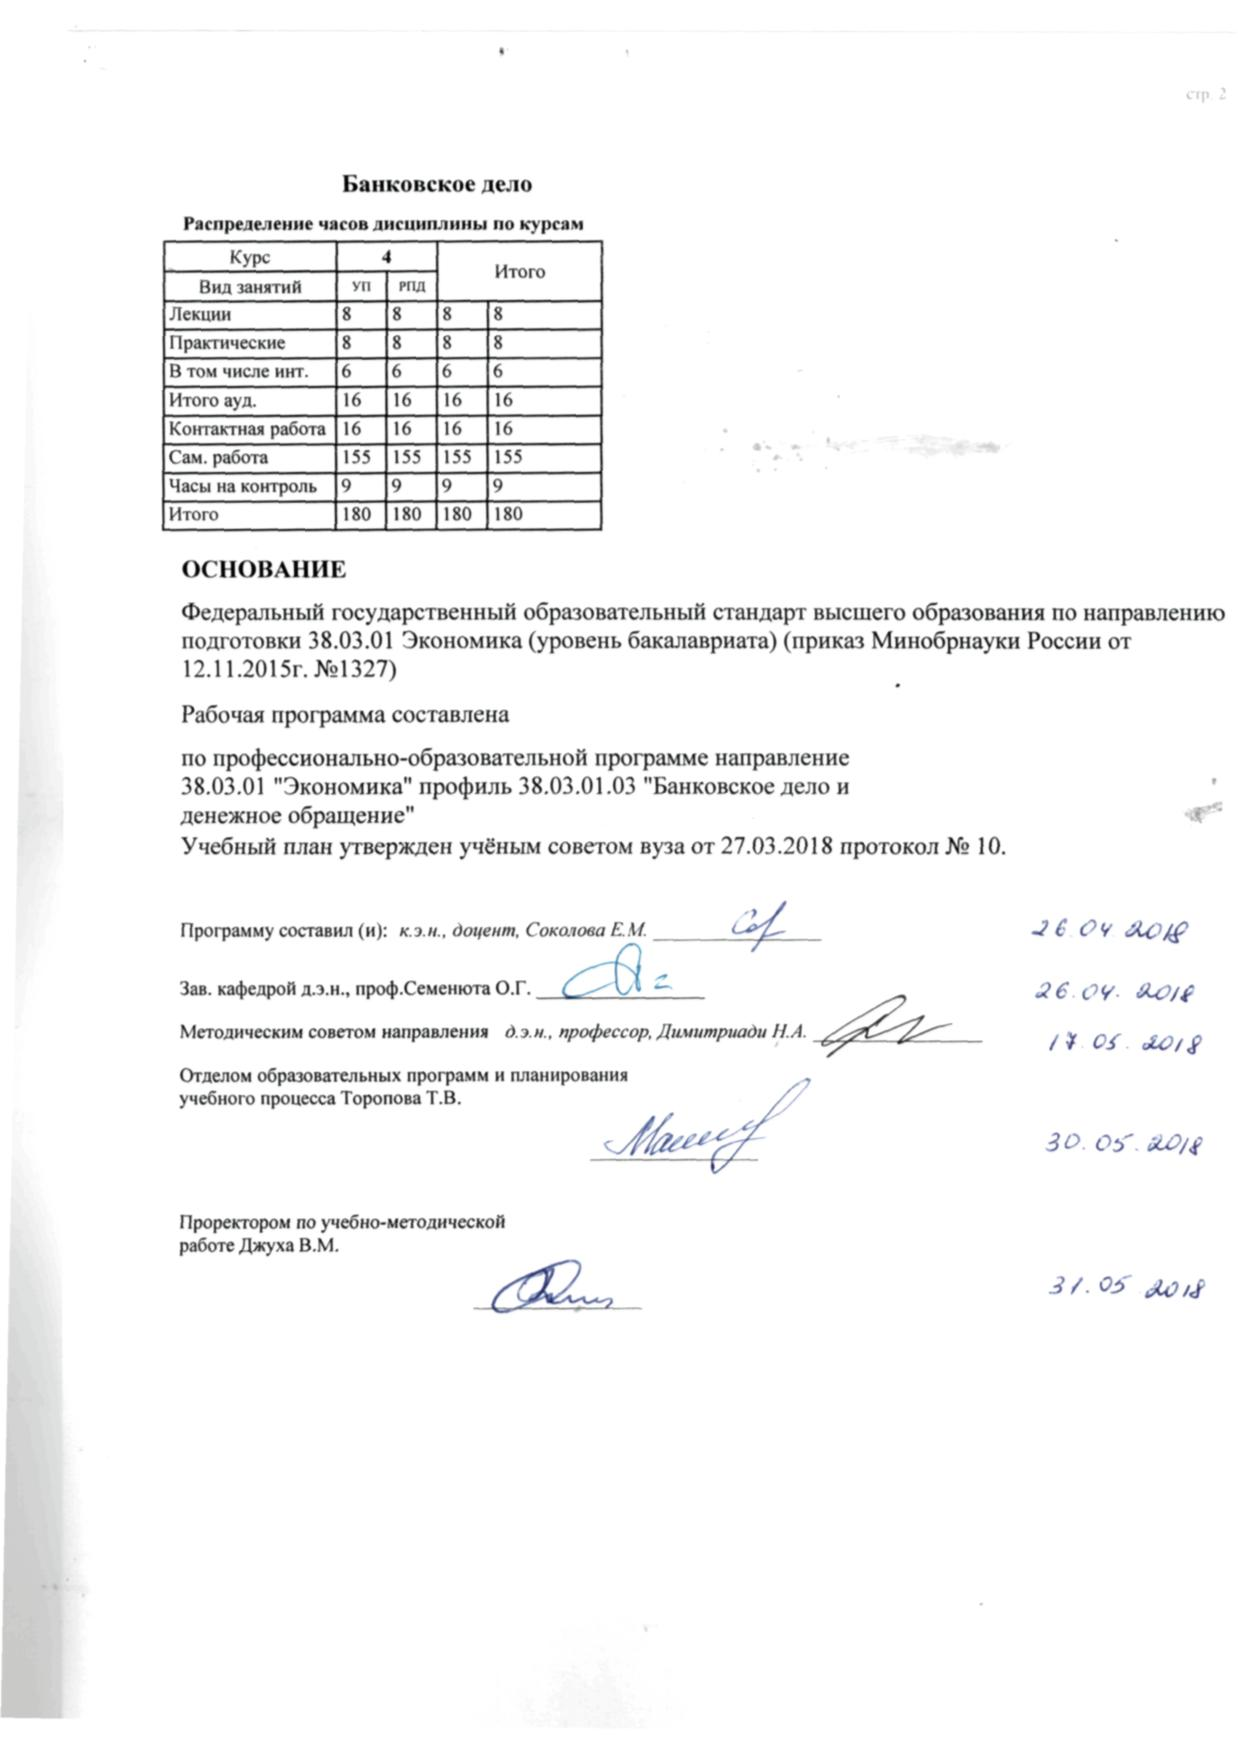 стр. 2
Банковское дело
Распределение часов дисциплины по курсам
Курс 4 Итого
Вид занятий УП РПД
Лекции 8 8 8 8
Практические 8 8 8 8
В том числе инт. 6 6 6 6
Итого ауд. 16 16 16 16
Контактная работа 16 16 16 16
Сам. работа 155 155 155 155
Часы на контроль 9 9 9 9
Итого 180 180 180 180
ОСНОВАНИЕ
Федеральный государственный образовательный стандарт высшего образования по направлению
подготовки 38.03.01 Экономика (уровень бакалавриата) (приказ Минобрнауки России от
12.11.2015г. №1327)
Рабочая программа составлена
по профессионально-образовательной программе направление
38.03.01 "Экономика" профиль 38.03.01.03 "Банковское дело и
денежное обращение"
Учебный план утвержден учёным советом вуза от 27.03.2018 протокол № 10.
Программу составил (и): к.э.н., доцент, Соколова Е.М. 26.04 2018
Зав. кафедрой д.э.н., проф.Семенюта О.Г. 26.04. 2018
Методическим советом направления д.э.н., профессор, Димитриади Н.А. 17.05. 2018
Отделом образовательных программ и планирования
учебного процесса Торопова Т.В.
30.05.2018
Проректором по учебно-методической
работе Джуха В.М.
31.05 2018